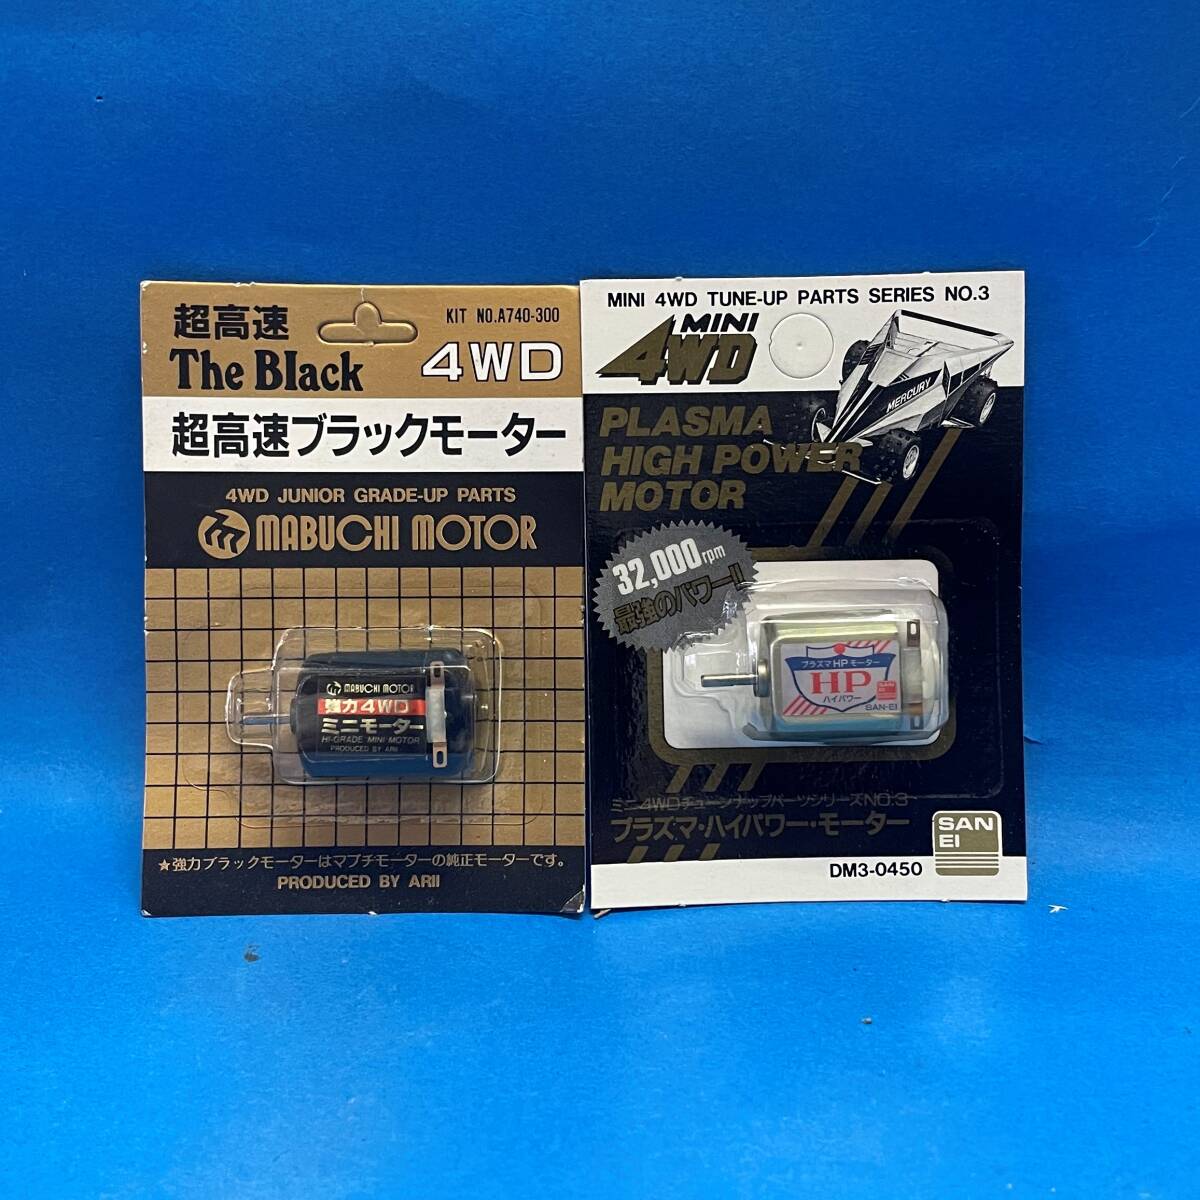 超高速
The Black
KIT NO.A740-300
4WD
超高速ブラックモーター
4WD JUNIOR GRADE-UP PARTS
MABUCHI MOTOR
MABUCHI MOTOR
強力4WD
ミニモーター
HI-GRADE MINI MOTOR
PRODUCED BY ARII
★強力ブラックモーターはマブチモーターの純正モーターです。
PRODUCED BY ARII
MINI 4WD TUNE-UP PARTS SERIES NO.3
MINI
4WD
MERCURY
PLASMA
HIGH POWER
MOTOR
32,000rpm
最強のパワー!!
プラズマHPモーター
HP
ハイパワー
SAN-EI
ミニ4WDチューンナップパーツシリーズNO.3
プラズマ・ハイパワー・モーター
SAN
EI
DM3-0450